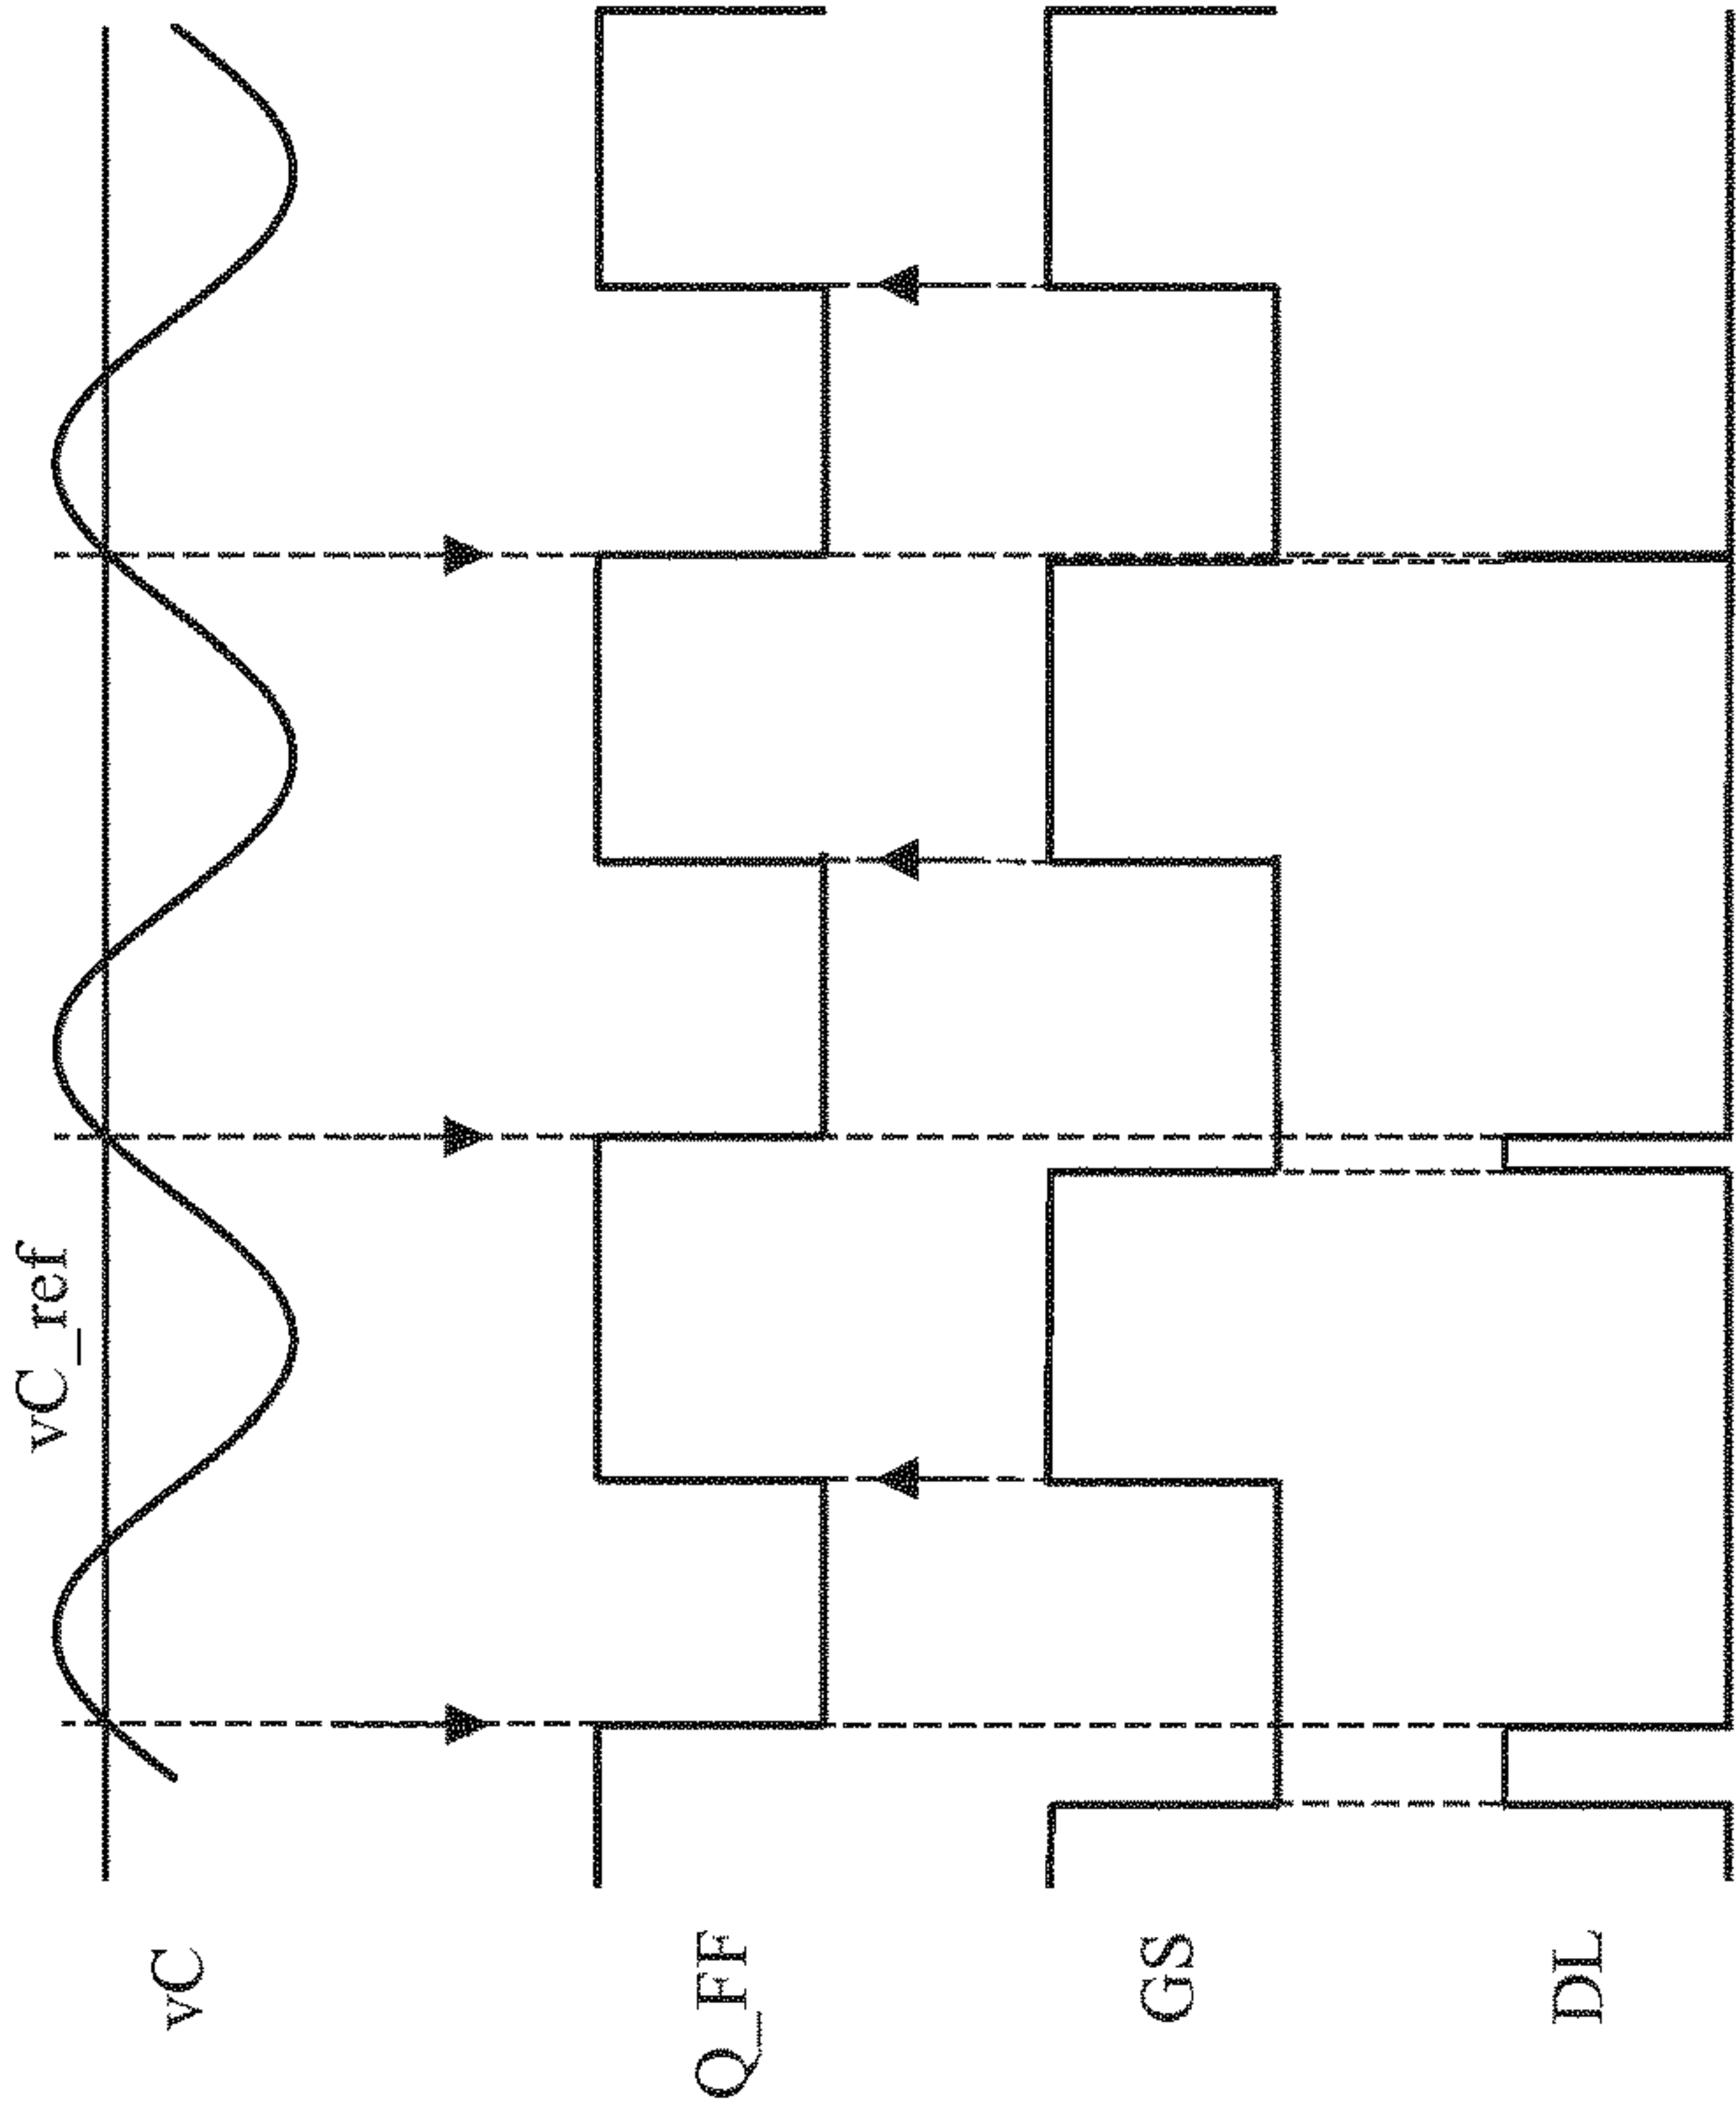 vC_ref
vC
Q_FF
GS
DL